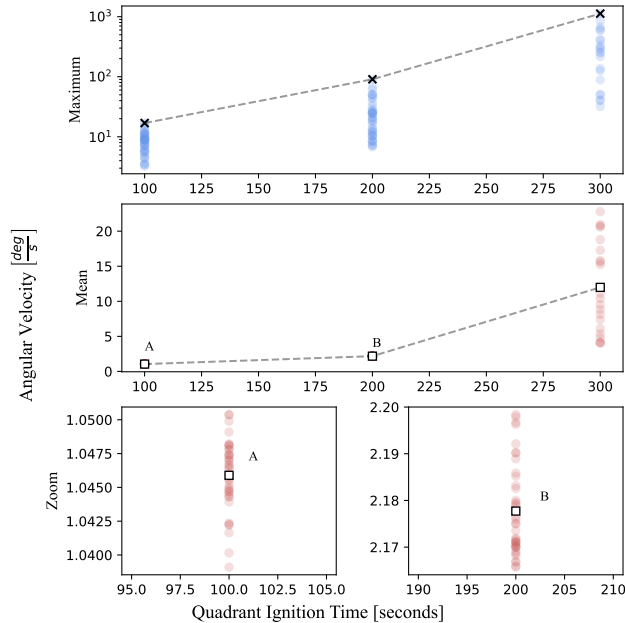 10³
10²
10¹
Maximum
100 125 150 175 200 225 250 275 300
20
15
10
5
0
Mean
A
B
100 125 150 175 200 225 250 275 300
Angular Velocity [deg/s]
1.0500
1.0475
1.0450
1.0425
1.0400
Zoom
A
95.0 97.5 100.0 102.5 105.0
2.20
2.19
2.18
2.17
B
190 195 200 205 210
Quadrant Ignition Time [seconds]